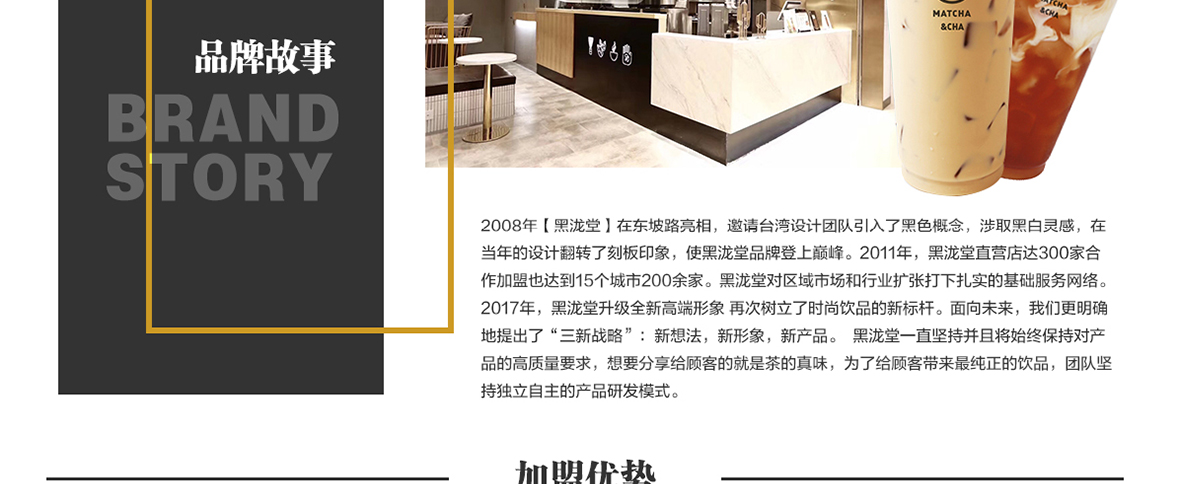 MATCHA
&CHA
&CHA
品牌故事
BRAND
STORY
2008年【黑泷堂】在东坡路亮相，邀请台湾设计团队引入了黑色概念，涉取黑白灵感，在
当年的设计翻转了刻板印象，使黑泷堂品牌登上巅峰。2011年，黑泷堂直营店达300家合
作加盟也达到15个城市200余家。黑泷堂对区域市场和行业扩张打下扎实的基础服务网络。
2017年，黑泷堂升级全新高端形象 再次树立了时尚饮品的新标杆。面向未来，我们更明确
地提出了“三新战略”：新想法，新形象，新产品。 黑泷堂一直坚持并且将始终保持对产
品的高质量要求，想要分享给顾客的就是茶的真味，为了给顾客带来最纯正的饮品，团队坚
持独立自主的产品研发模式。
加盟优势